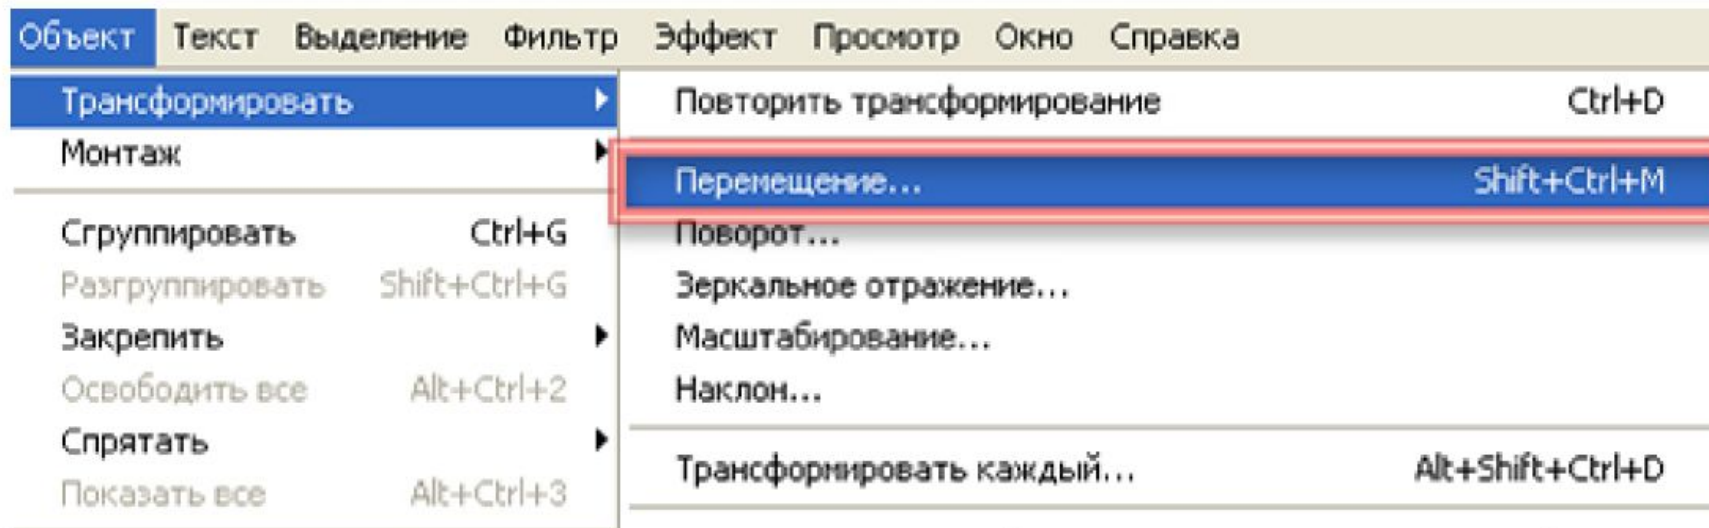 Объект Текст Выделение Фильтр Эффект Просмотр Окно Справка
Трансформировать
Монтаж
Сгруппировать Ctrl+G
Разгруппировать Shift+Ctrl+G
Закрепить
Освободить все Alt+Ctrl+2
Спрятать
Показать все Alt+Ctrl+3
Повторить трансформирование Ctrl+D
Перемещение... Shift+Ctrl+M
Поворот...
Зеркальное отражение...
Масштабирование...
Наклон...
Трансформировать каждый... Alt+Shift+Ctrl+D